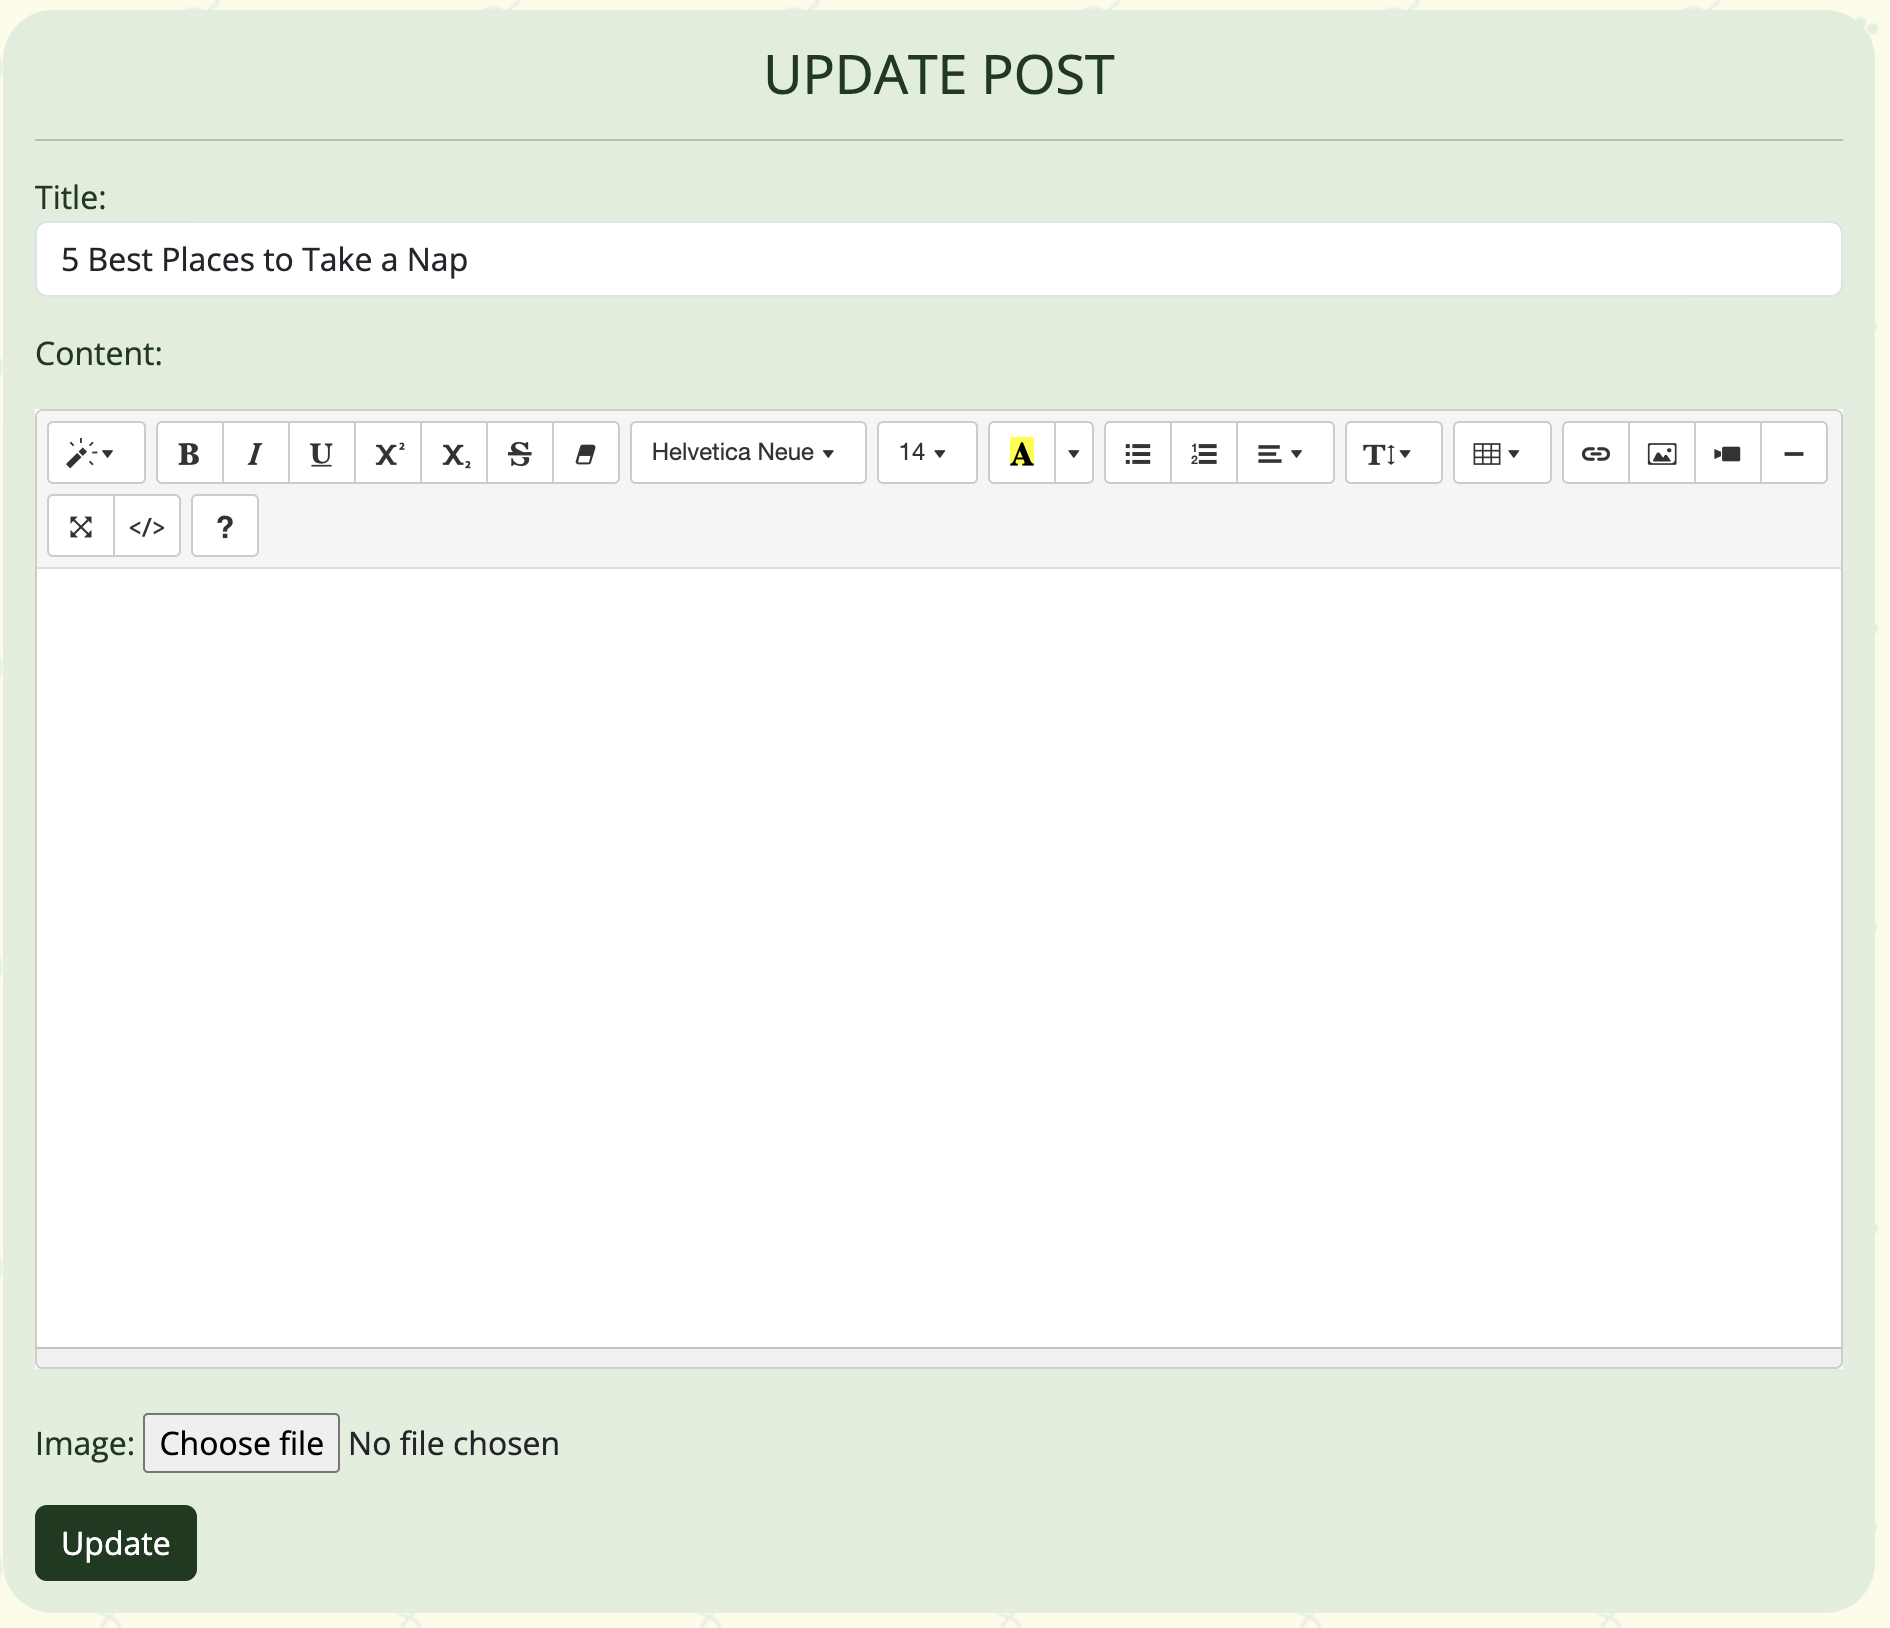 UPDATE POST
Title:
5 Best Places to Take a Nap
Content:
B I U X² X₂ S Helvetica Neue 14 A T
</> ?
Image: Choose file No file chosen
Update